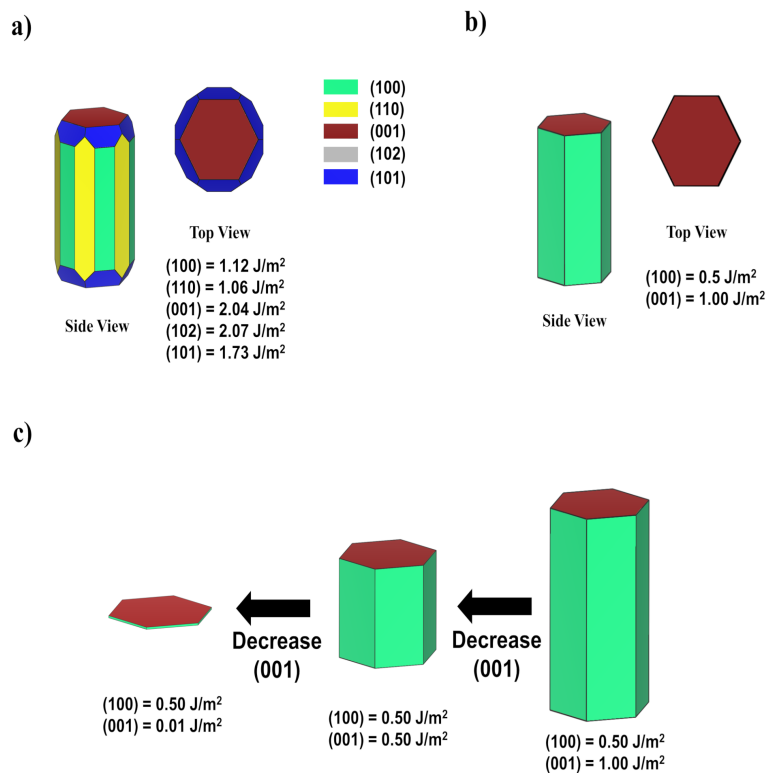 a)
(100)
(110)
(001)
(102)
(101)
Top View
(100) = 1.12 J/m²
(110) = 1.06 J/m²
(001) = 2.04 J/m²
(102) = 2.07 J/m²
(101) = 1.73 J/m²
Side View
b)
Top View
(100) = 0.5 J/m²
(001) = 1.00 J/m²
Side View
c)
Decrease
(001)
Decrease
(001)
(100) = 0.50 J/m²
(001) = 0.01 J/m²
(100) = 0.50 J/m²
(001) = 0.50 J/m²
(100) = 0.50 J/m²
(001) = 1.00 J/m²